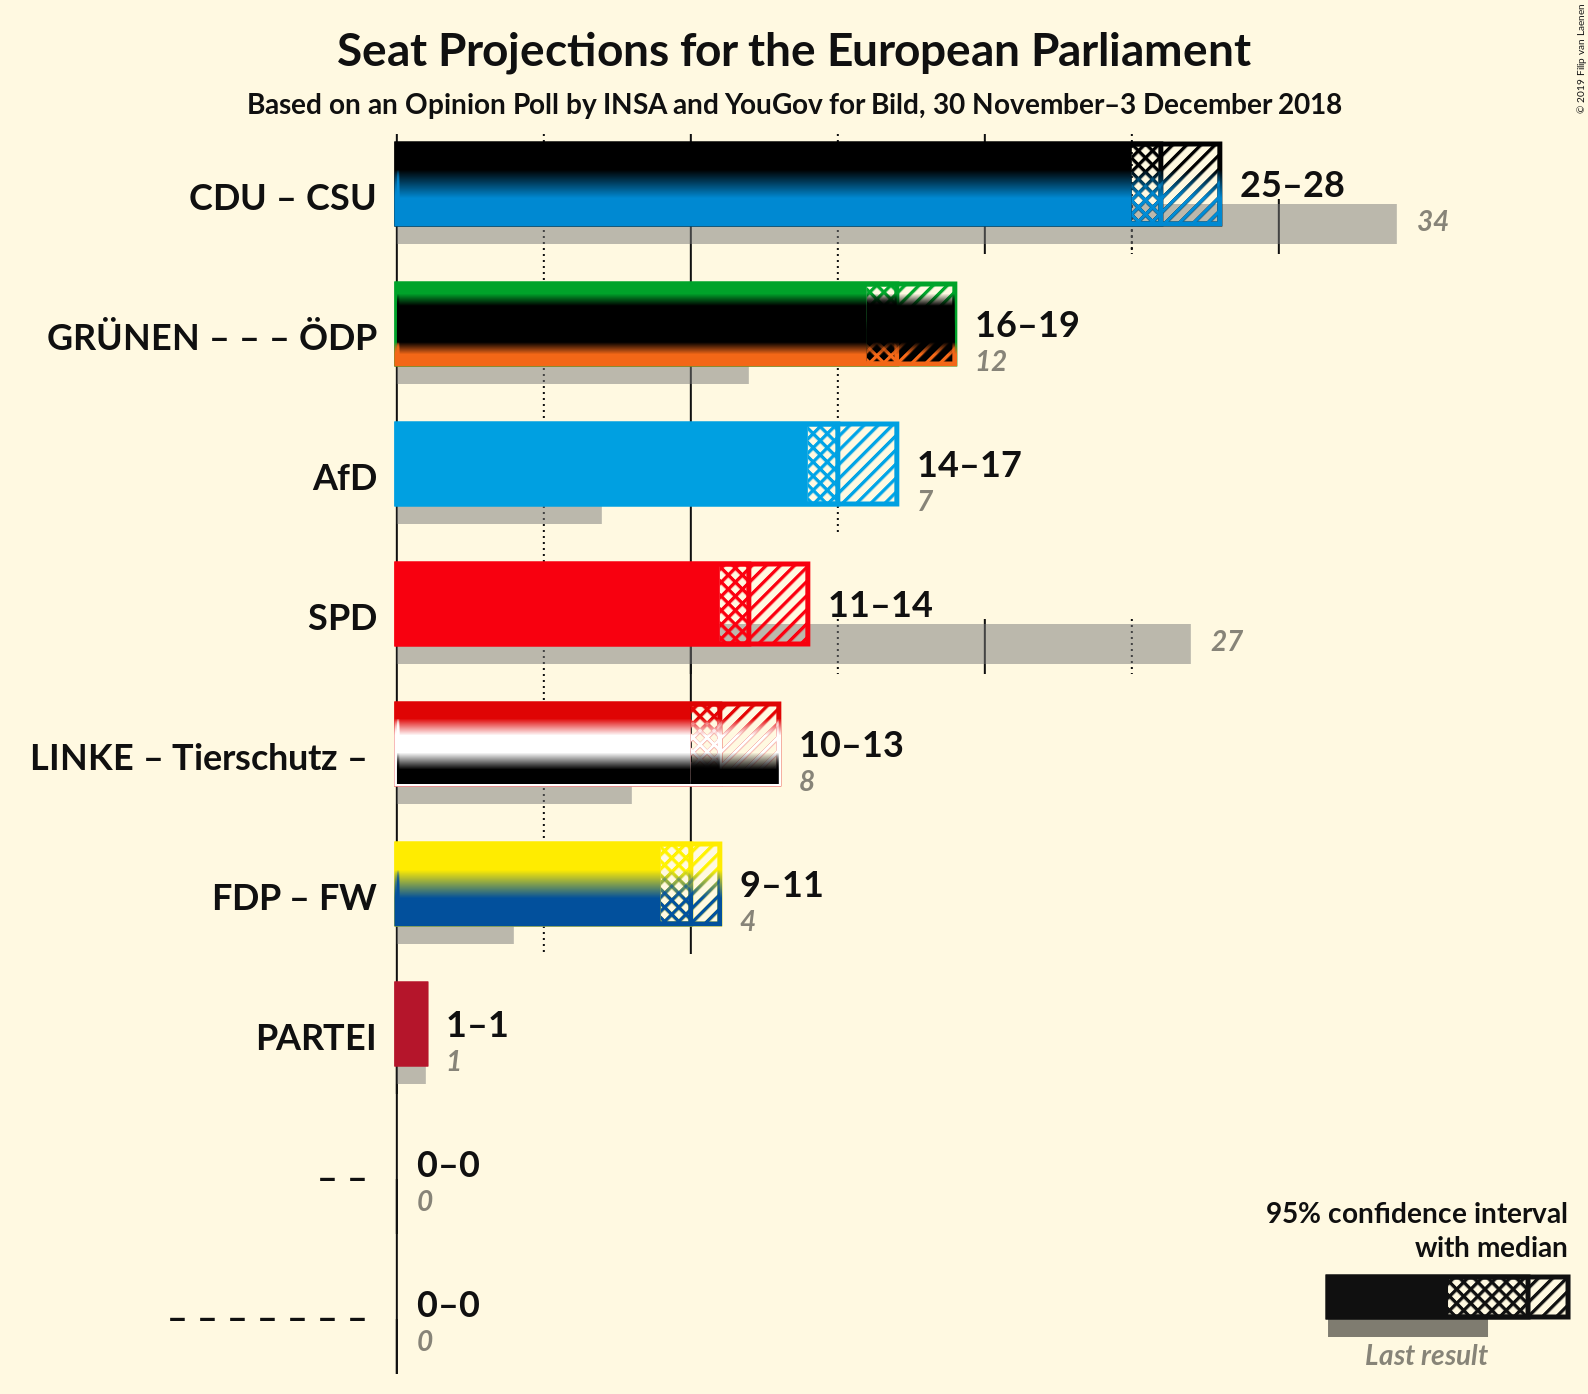 Seat Projections for the European Parliament
Based on an Opinion Poll by INSA and YouGov for Bild, 30 November–3 December 2018
© 2019 Filip van Laenen
CDU – CSU
25–28
34
GRÜNEN – – – ÖDP
16–19
12
AfD
14–17
7
SPD
11–14
27
LINKE – Tierschutz –
10–13
8
FDP – FW
9–11
4
PARTEI
1–1
1
– –
0–0
0
– – – – – – –
0–0
0
95% confidence interval
with median
Last result